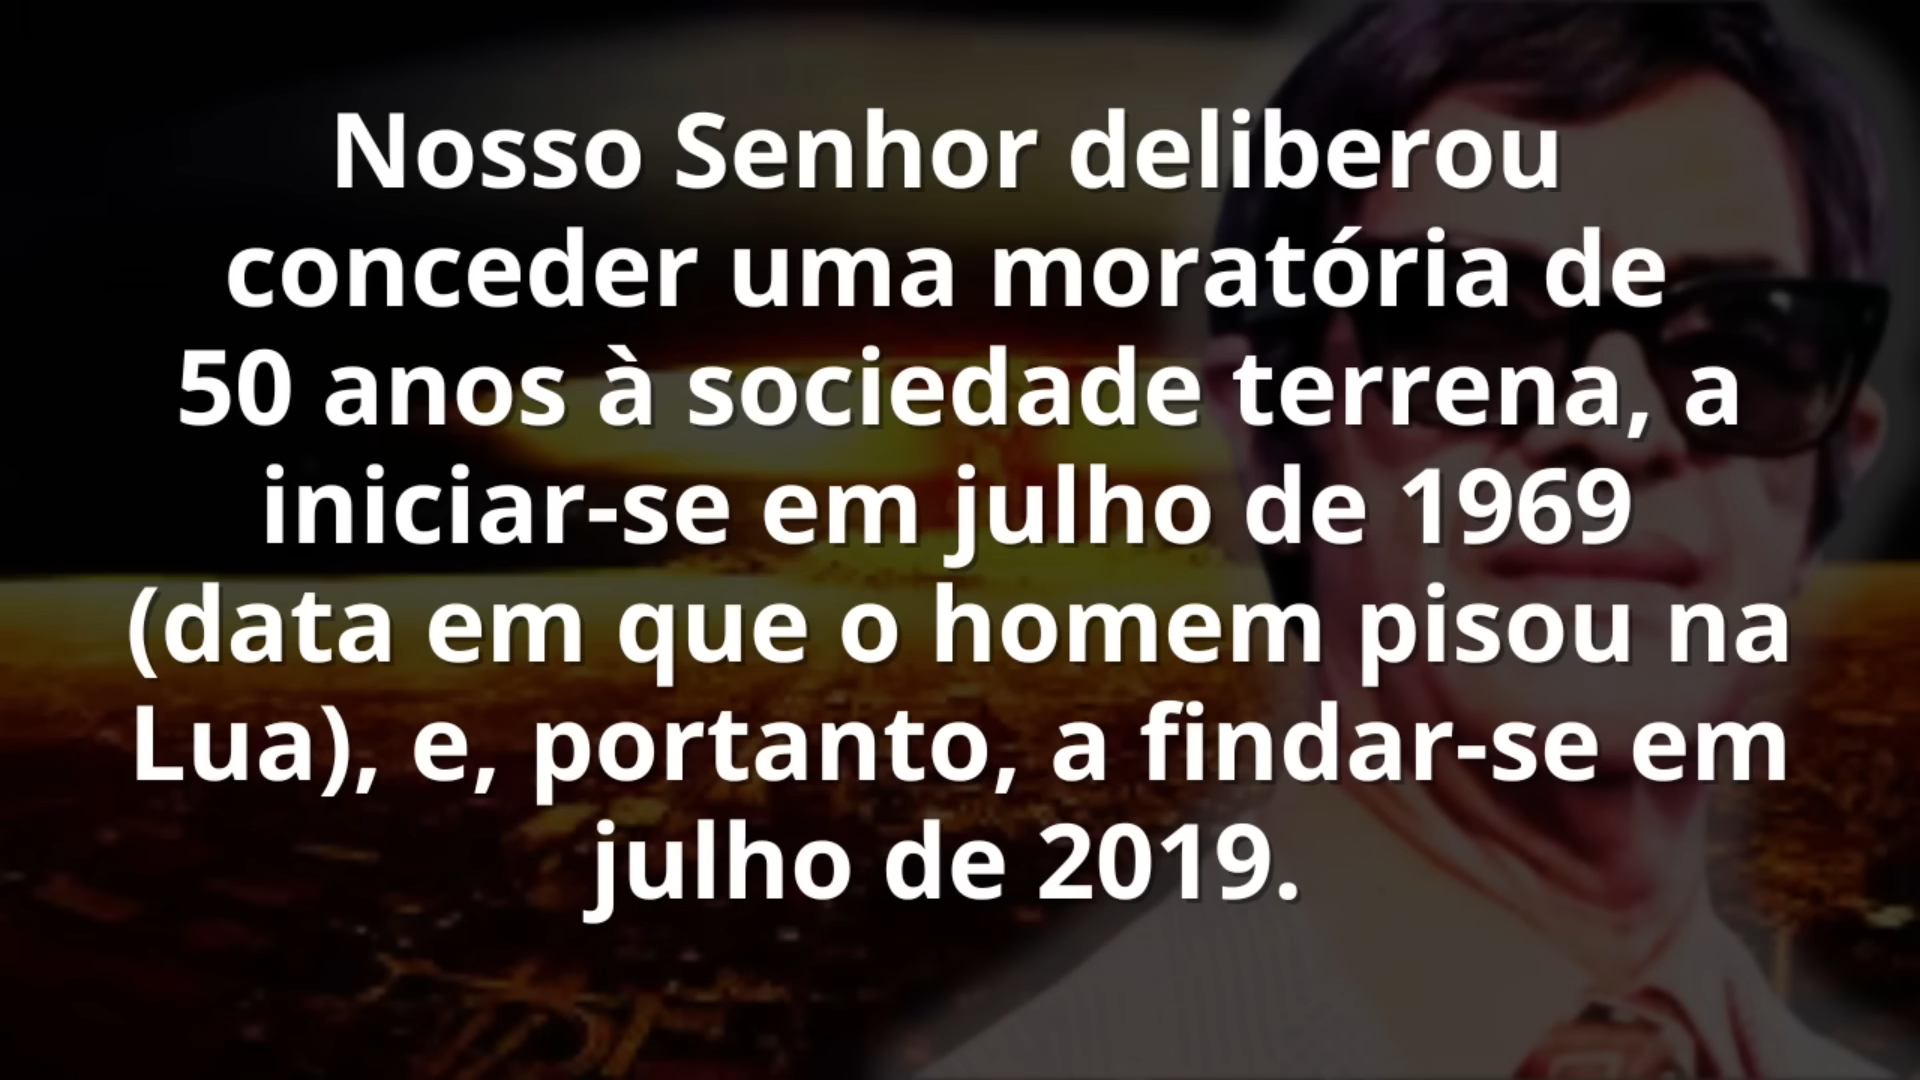 Nosso Senhor deliberou
conceder uma moratória de
50 anos à sociedade terrena, a
iniciar-se em julho de 1969
(data em que o homem pisou na
Lua), e, portanto, a findar-se em
julho de 2019.